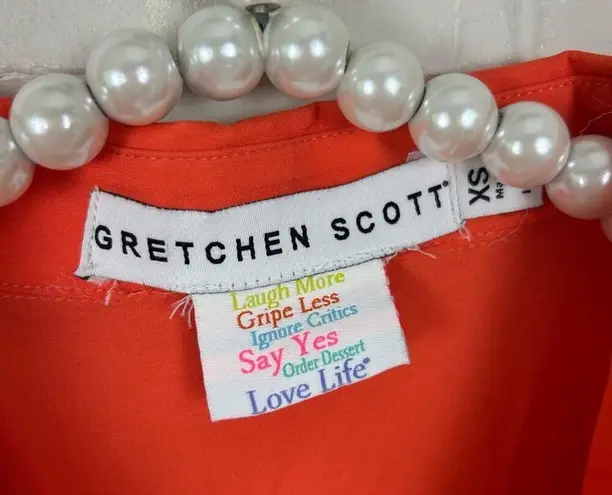 GRETCHEN SCOTT®
XS
Laugh More
Gripe Less
Ignore Critics
Say Yes
Order Dessert
Love Life®